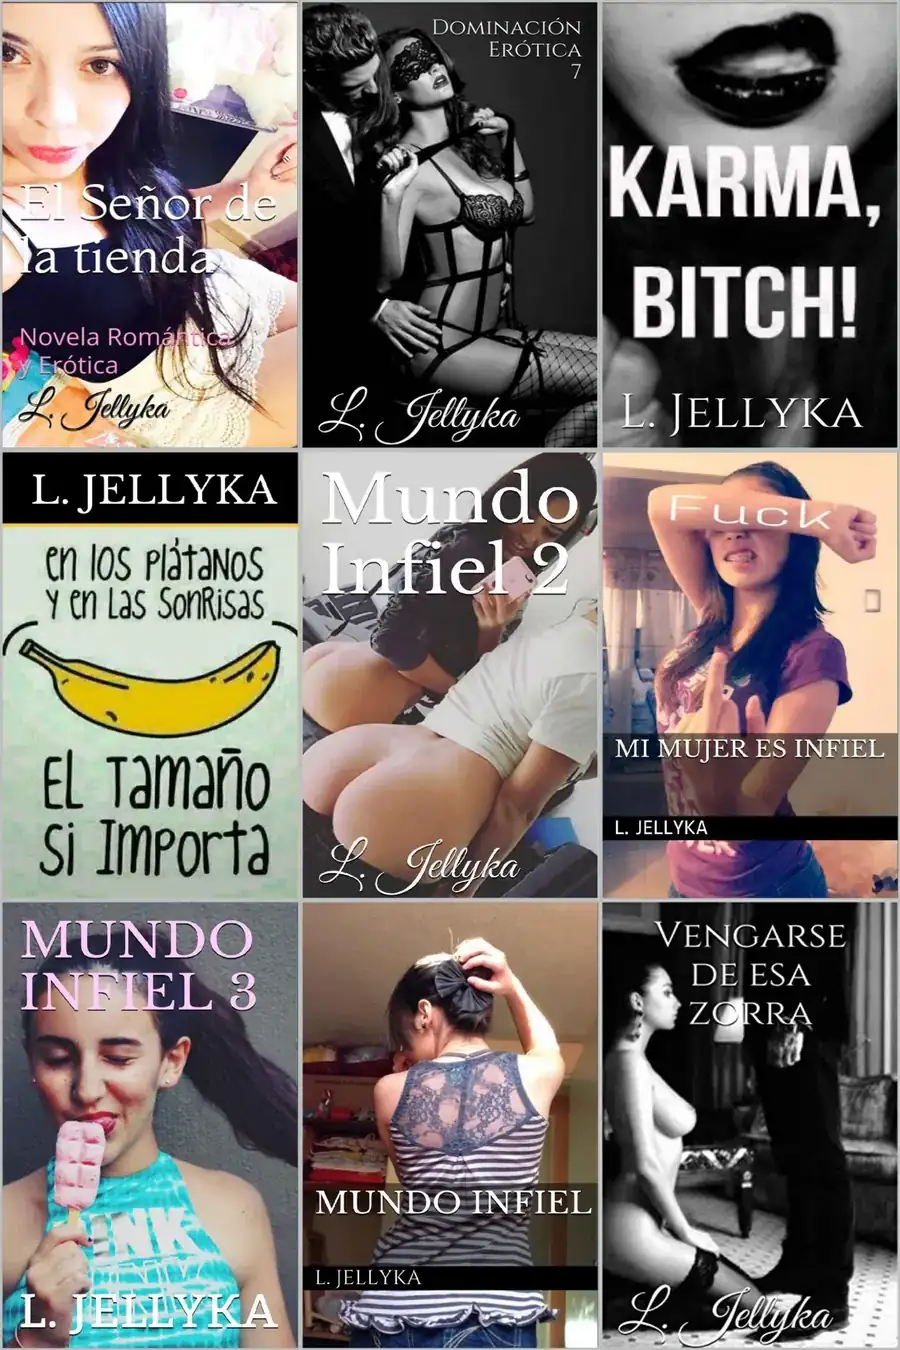 El Señor de
la tienda
Novela Romántica
y Erótica
L. Jellyka
Dominación
Erótica
7
L. Jellyka
KARMA,
BITCH!
L. JELLYKA
L. JELLYKA
en los plátanos
y en las sonrisas
EL Tamaño
Si Importa
Mundo
Infiel 2
L. Jellyka
Fuck
MI MUJER ES INFIEL
L. JELLYKA
MUNDO
INFIEL 3
INK
L. JELLYKA
MUNDO INFIEL
L. JELLYKA
Vengarse
de esa
zorra
L. Jellyka